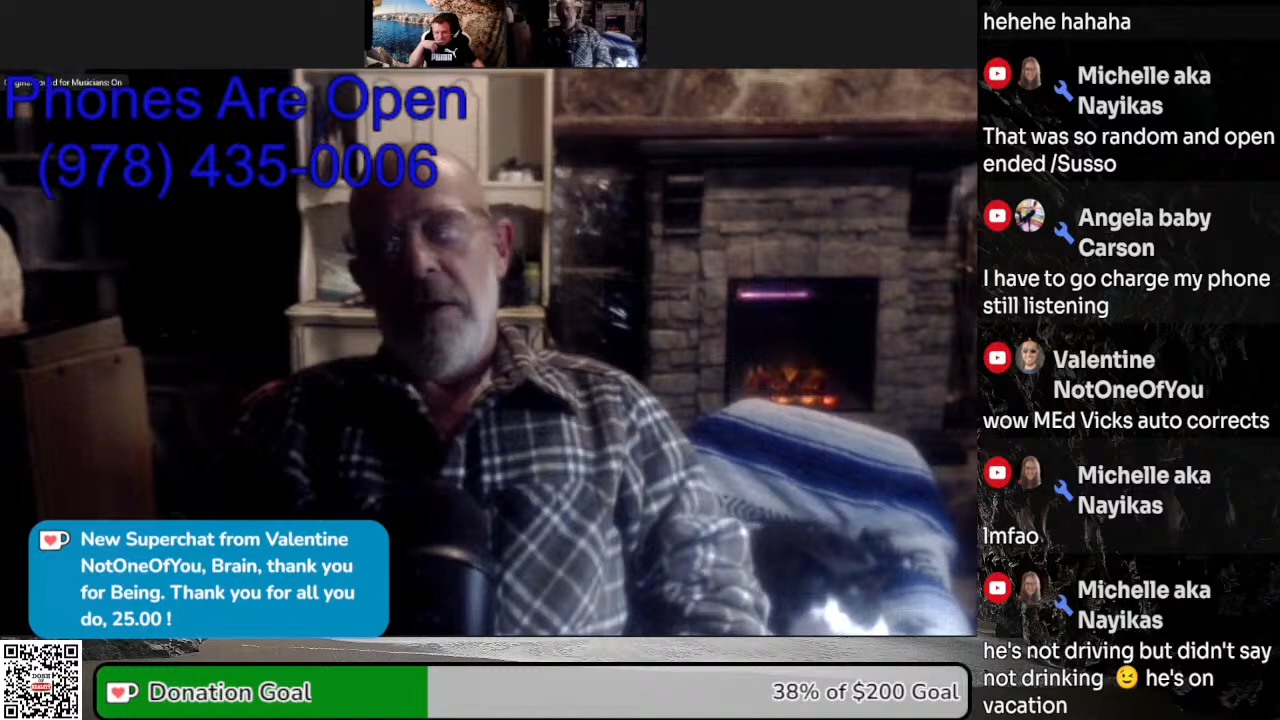 hehehe hahaha
Michelle aka
Nayikas
That was so random and open
ended /Susso
Angela baby
Carson
I have to go charge my phone
still listening
Valentine
NotOneOfYou
wow MEd Vicks auto corrects
Michelle aka
Nayikas
lmfao
Michelle aka
Nayikas
he's not driving but didn't say
not drinking 😉 he's on
vacation
PUMA
Phones Are Open
(978) 435-0006
New Superchat from Valentine
NotOneOfYou, Brain, thank you
for Being. Thank you for all you
do, 25.00 !
DOSE
OF
Donation Goal
38% of $200 Goal